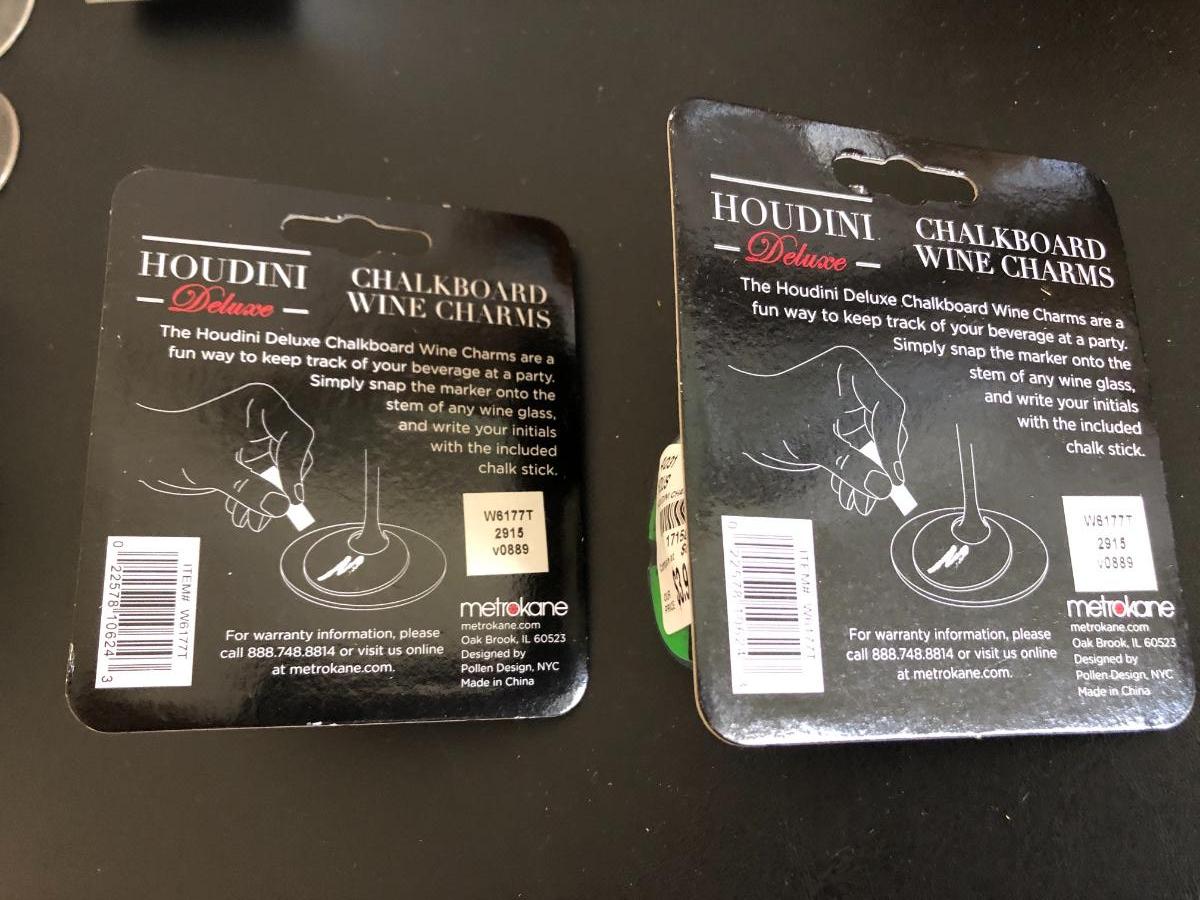 HOUDINI
Deluxe
CHALKBOARD
WINE CHARMS
The Houdini Deluxe Chalkboard Wine Charms are a
fun way to keep track of your beverage at a party.
Simply snap the marker onto the
stem of any wine glass,
and write your initials
with the included
chalk stick.
W6177T
2915
v0889
ITEM# W6177T
0 22578 10624 3
For warranty information, please
call 888.748.8814 or visit us online
at metrokane.com.
metrokane
metrokane.com
Oak Brook, IL 60523
Designed by
Pollen Design, NYC
Made in China
HOUDINI
Deluxe
CHALKBOARD
WINE CHARMS
The Houdini Deluxe Chalkboard Wine Charms are a
fun way to keep track of your beverage at a party.
Simply snap the marker onto the
stem of any wine glass,
and write your initials
with the included
chalk stick.
W6177T
2915
v0889
ITEM# W6177T
For warranty information, please
call 888.748.8814 or visit us online
at metrokane.com.
metrokane
metrokane.com
Oak Brook, IL 60523
Designed by
Pollen Design, NYC
Made in China